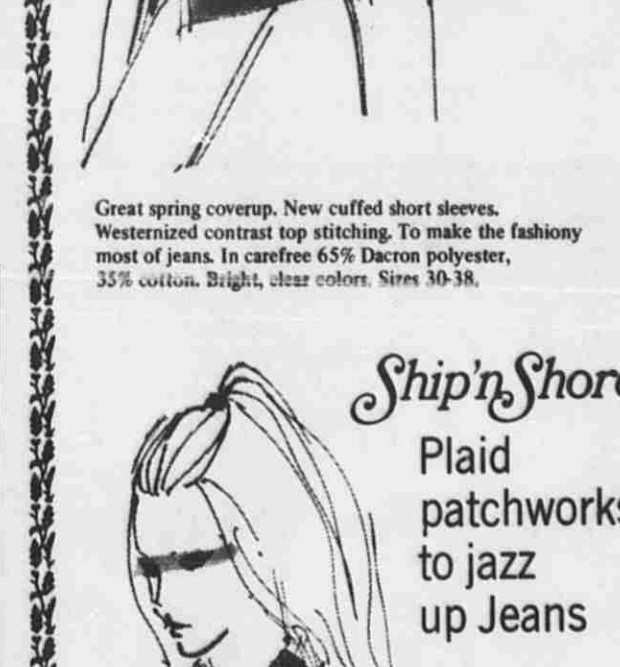 Great spring coverup. New cuffed short sleeves.
Westernized contrast top stitching. To make the fashiony
most of jeans. In carefree 65% Dacron polyester,
35% cotton. Bright, clear colors. Sizes 30-38.
Ship'n Shor
Plaid
patchworks
to jazz
up Jeans